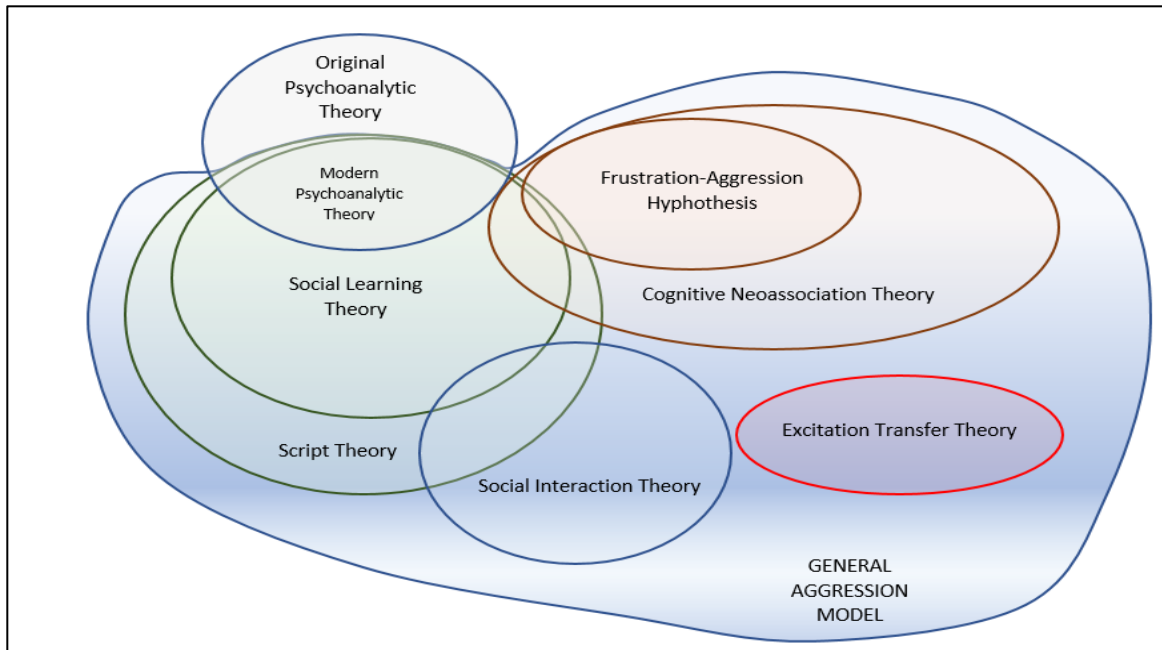 Original
Psychoanalytic
Theory
Modern
Psychoanalytic
Theory
Frustration-Aggression
Hyphothesis
Social Learning
Theory
Cognitive Neoassociation Theory
Script Theory
Excitation Transfer Theory
Social Interaction Theory
GENERAL
AGGRESSION
MODEL